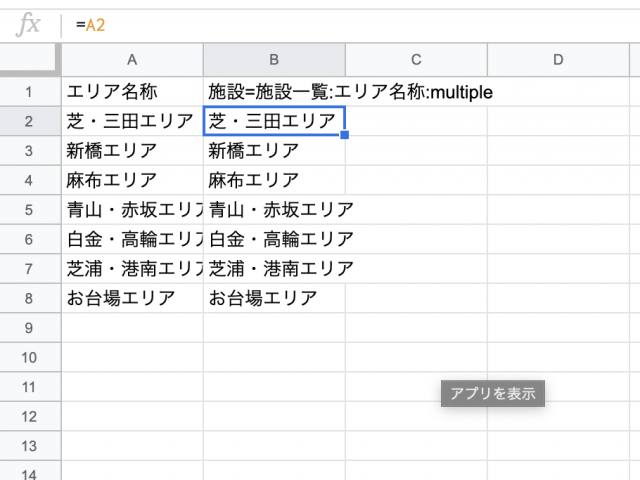 fx =A2
A B C D
1 エリア名称 施設=施設一覧:エリア名称:multiple
2 芝・三田エリア 芝・三田エリア
3 新橋エリア 新橋エリア
4 麻布エリア 麻布エリア
5 青山・赤坂エリア 青山・赤坂エリア
6 白金・高輪エリア 白金・高輪エリア
7 芝浦・港南エリア 芝浦・港南エリア
8 お台場エリア お台場エリア
9
10
11 アプリを表示
12
13
14